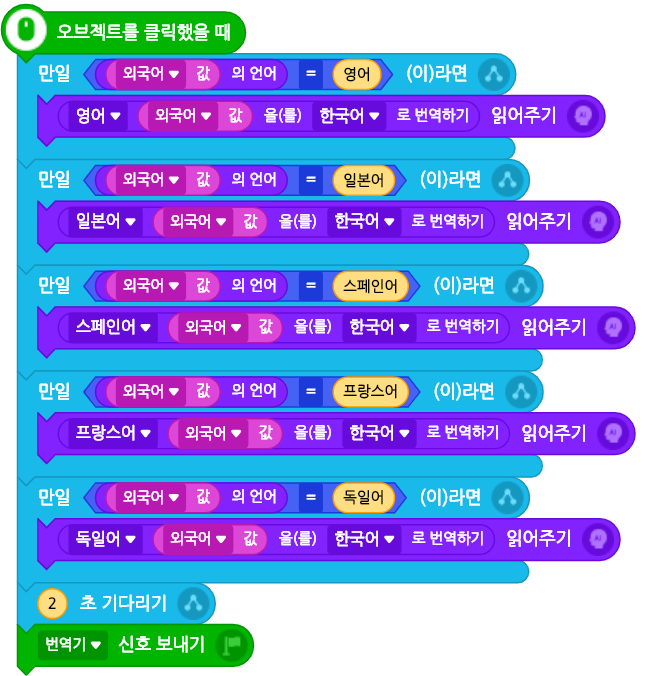 오브젝트를 클릭했을 때
만일 외국어 값 의 언어 = 영어 (이)라면
영어 외국어 값 을(를) 한국어 로 번역하기 읽어주기
만일 외국어 값 의 언어 = 일본어 (이)라면
일본어 외국어 값 을(를) 한국어 로 번역하기 읽어주기
만일 외국어 값 의 언어 = 스페인어 (이)라면
스페인어 외국어 값 을(를) 한국어 로 번역하기 읽어주기
만일 외국어 값 의 언어 = 프랑스어 (이)라면
프랑스어 외국어 값 을(를) 한국어 로 번역하기 읽어주기
만일 외국어 값 의 언어 = 독일어 (이)라면
독일어 외국어 값 을(를) 한국어 로 번역하기 읽어주기
2 초 기다리기
번역기 신호 보내기